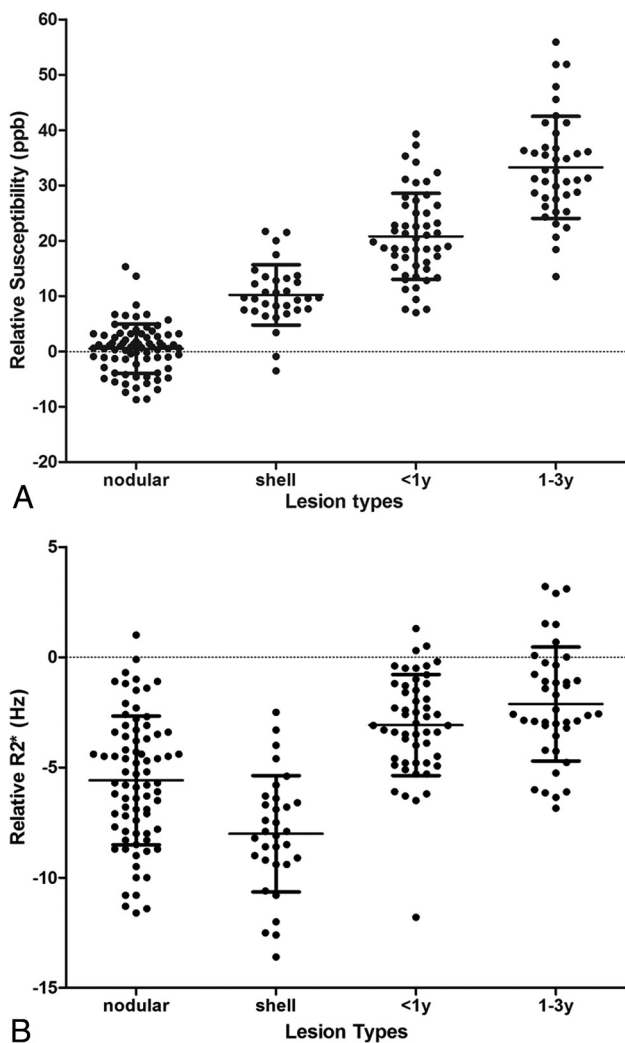 60
50
40
30
20
10
0
-10
-20
Relative Susceptibility (ppb)
nodular shell <1y 1-3y
Lesion types
A
5
0
-5
-10
-15
Relative R2* (Hz)
nodular shell <1y 1-3y
Lesion Types
B